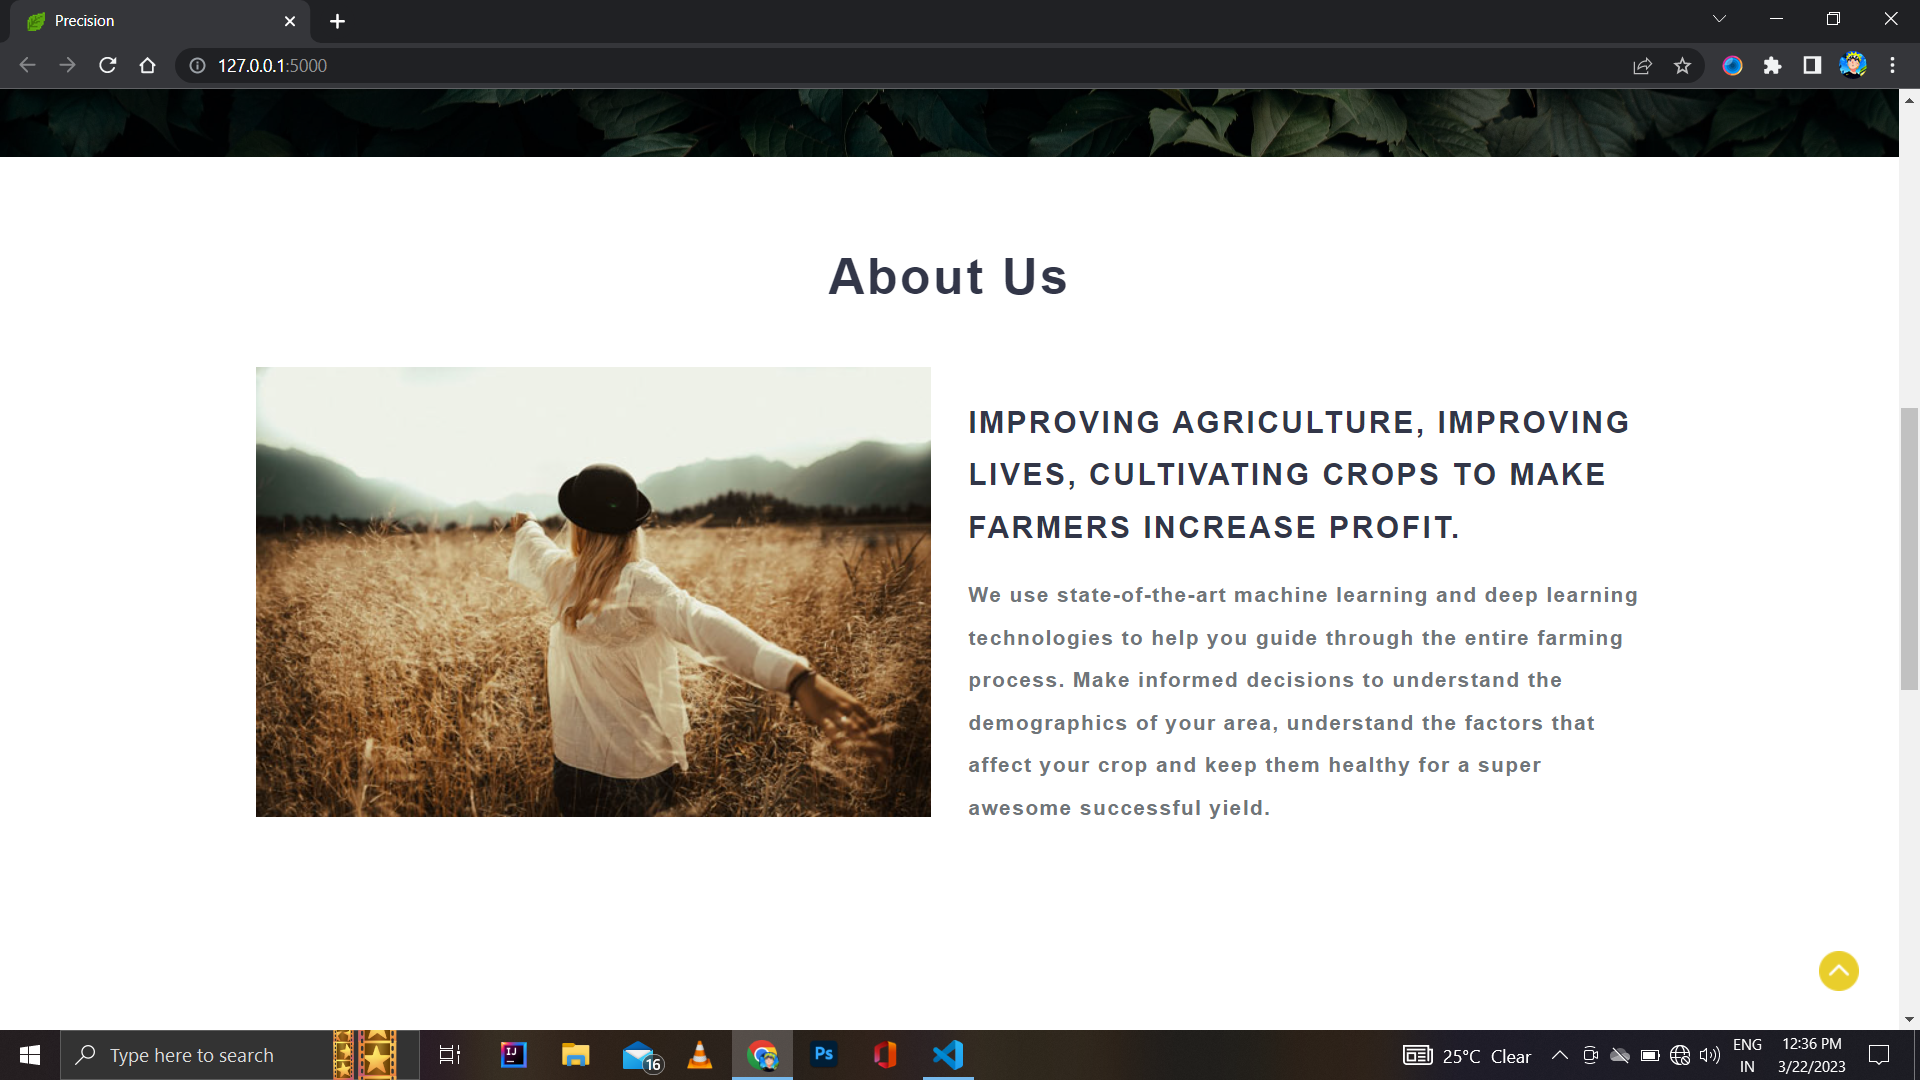 Precision
127.0.0.1:5000
About Us
IMPROVING AGRICULTURE, IMPROVING
LIVES, CULTIVATING CROPS TO MAKE
FARMERS INCREASE PROFIT.
We use state-of-the-art machine learning and deep learning
technologies to help you guide through the entire farming
process. Make informed decisions to understand the
demographics of your area, understand the factors that
affect your crop and keep them healthy for a super
awesome successful yield.
Type here to search
IJ
16
Ps
25°C Clear
ENG
IN
12:36 PM
3/22/2023